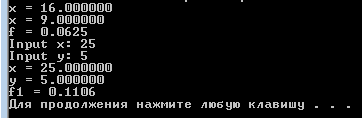 x = 16.000000
x = 9.000000
f = 0.0625
Input x: 25
Input y: 5
x = 25.000000
y = 5.000000
f1 = 0.1106
Для продолжения нажмите любую клавишу . . .